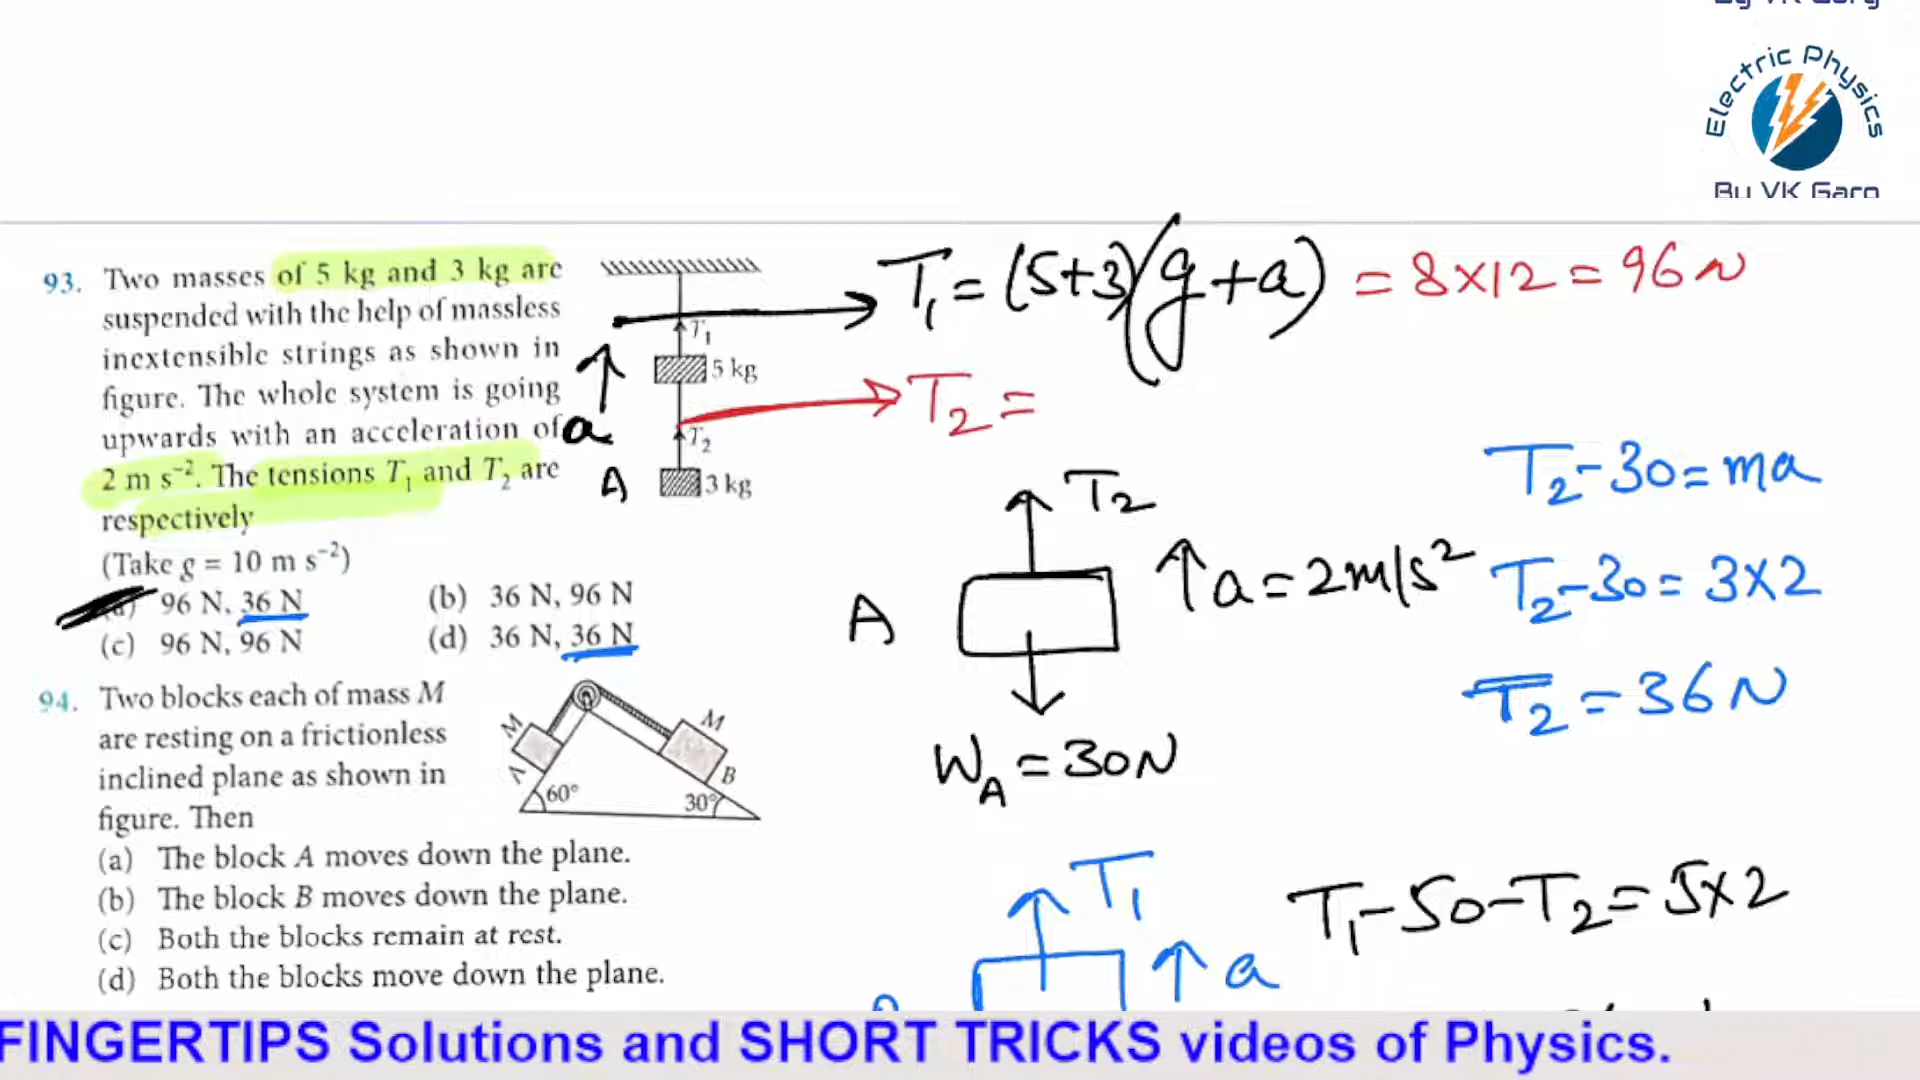 By VK Garg
Electric Physics
By VK Garg
93. Two masses of 5 kg and 3 kg are
suspended with the help of massless
inextensible strings as shown in
figure. The whole system is going
upwards with an acceleration of
2 m s⁻². The tensions T₁ and T₂ are
respectively
(Take g = 10 m s⁻²)
(a) 96 N, 36 N (b) 36 N, 96 N
(c) 96 N, 96 N (d) 36 N, 36 N
T₁
5 kg
T₂
3 kg
a
A
T₁ = (5+3)(g+a) = 8×12 = 96 N
T₂ =
T₂
A
a = 2 m/s²
W_A = 30 N
T₂ - 30 = ma
T₂ - 30 = 3×2
T₂ = 36 N
T₁
a
T₁ - 50 - T₂ = 5×2
94. Two blocks each of mass M
are resting on a frictionless
inclined plane as shown in
figure. Then
M
M
A
B
60°
30°
(a) The block A moves down the plane.
(b) The block B moves down the plane.
(c) Both the blocks remain at rest.
(d) Both the blocks move down the plane.
FINGERTIPS Solutions and SHORT TRICKS videos of Physics.